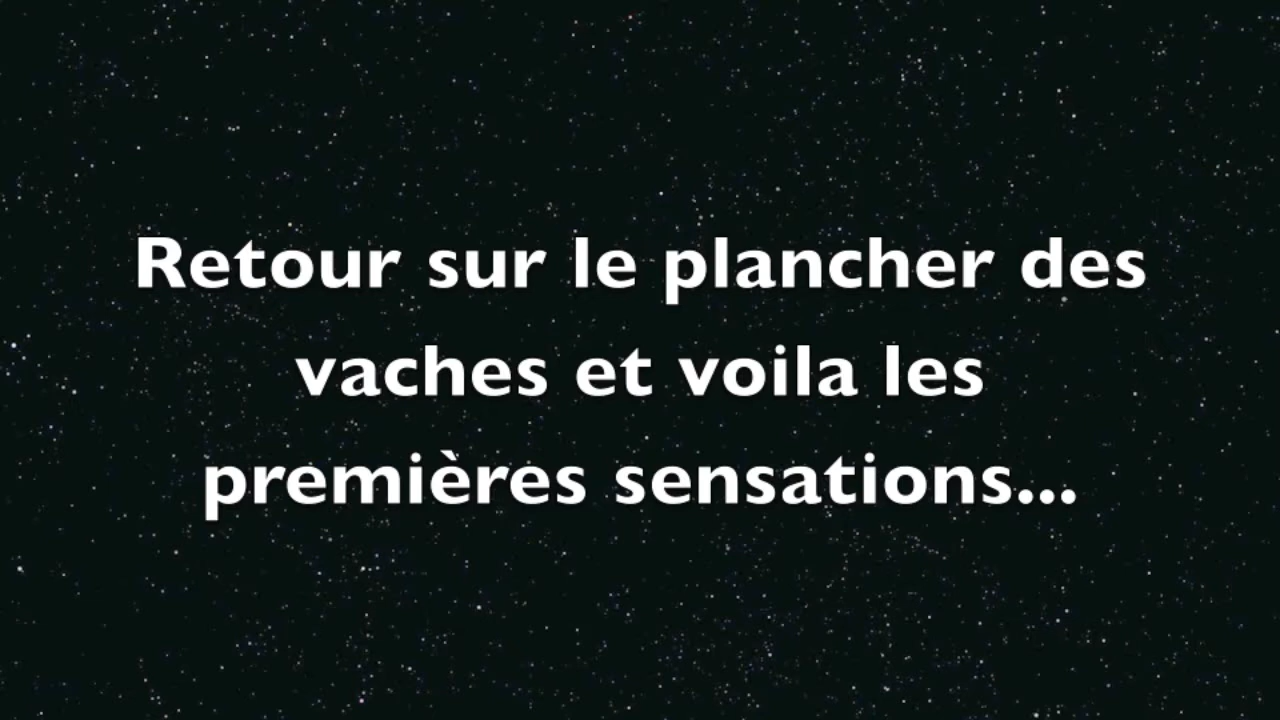 Retour sur le plancher des
vaches et voila les
premières sensations...